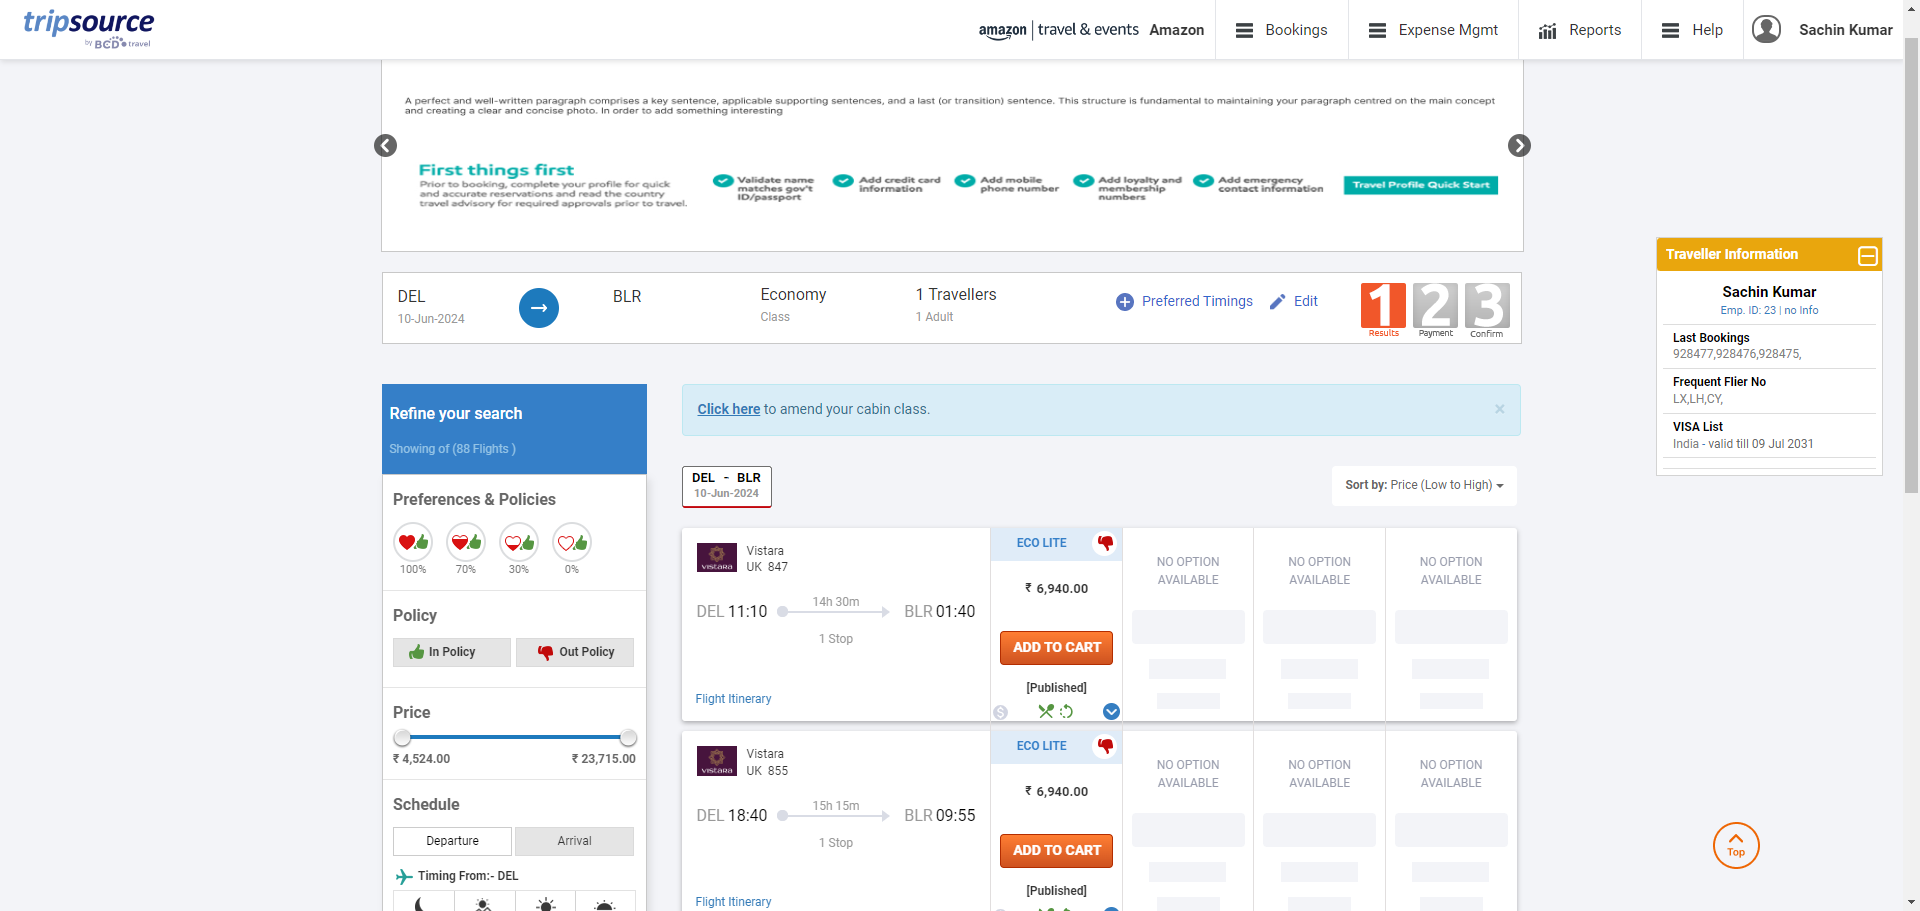 tripsource
by BCD travel
amazon | travel & events
Amazon
Bookings
Expense Mgmt
Reports
Help
Sachin Kumar
A perfect and well-written paragraph comprises a key sentence, applicable supporting sentences, and a last (or transition) sentence. This structure is fundamental to maintaining your paragraph centred on the main concept
and creating a clear and concise photo. In order to add something interesting
First things first
Prior to booking, complete your profile for quick
and accurate reservations and read the country
travel advisory for required approvals prior to travel.
Validate name
matches gov't
ID/passport
Add credit card
information
Add mobile
phone number
Add loyalty and
membership
numbers
Add emergency
contact information
Travel Profile Quick Start
DEL
10-Jun-2024
BLR
Economy
Class
1 Travellers
1 Adult
Preferred Timings
Edit
1
Results
2
Payment
3
Confirm
Traveller Information
Sachin Kumar
Emp. ID: 23 | no Info
Last Bookings
928477,928476,928475,
Frequent Flier No
LX,LH,CY,
VISA List
India - valid till 09 Jul 2031
Refine your search
Showing of (88 Flights )
Preferences & Policies
100%
70%
30%
0%
Policy
In Policy
Out Policy
Price
₹ 4,524.00
₹ 23,715.00
Schedule
Departure
Arrival
Timing From:- DEL
Click here to amend your cabin class.
×
DEL - BLR
10-Jun-2024
Sort by: Price (Low to High)
VISTARA
Vistara
UK 847
DEL 11:10
14h 30m
1 Stop
BLR 01:40
Flight Itinerary
ECO LITE
₹ 6,940.00
ADD TO CART
[Published]
NO OPTION
AVAILABLE
NO OPTION
AVAILABLE
NO OPTION
AVAILABLE
VISTARA
Vistara
UK 855
DEL 18:40
15h 15m
1 Stop
BLR 09:55
Flight Itinerary
ECO LITE
₹ 6,940.00
ADD TO CART
[Published]
NO OPTION
AVAILABLE
NO OPTION
AVAILABLE
NO OPTION
AVAILABLE
Top